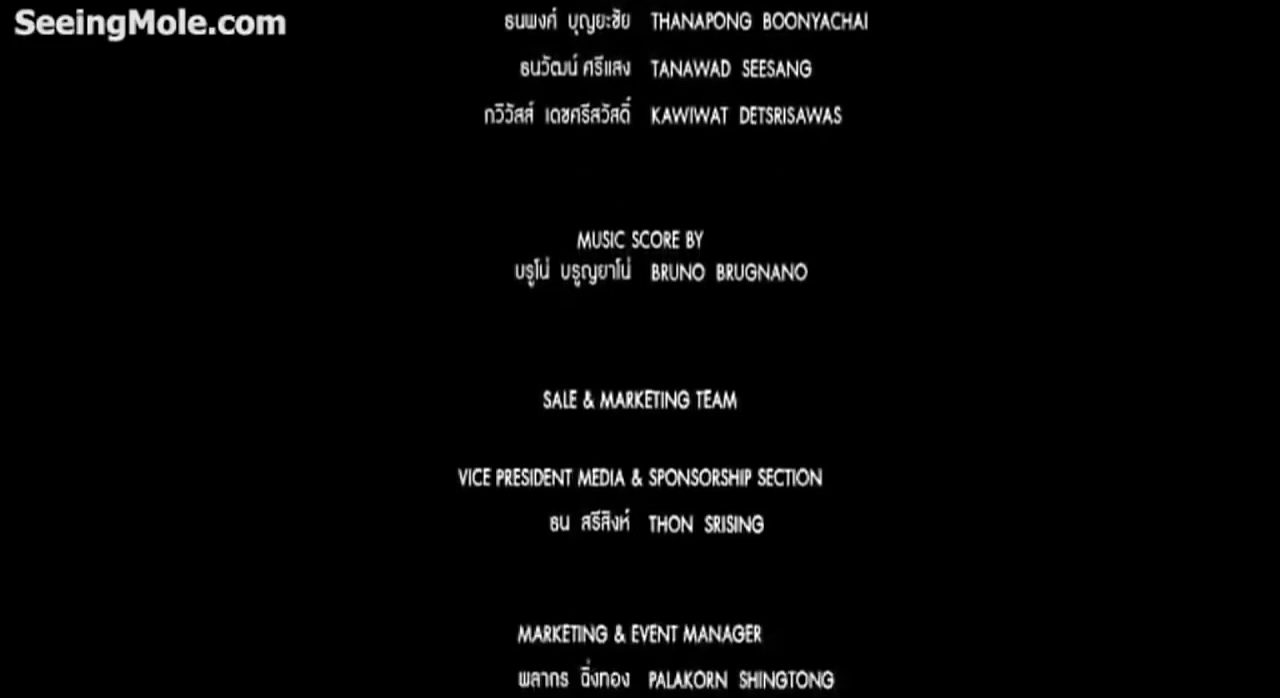 SeeingMole.com
ธนพงศ์ บุญยะชัย THANAPONG BOONYACHAI
ธนวัฒน์ ศรีแสง TANAWAD SEESANG
กวิวัสส์ เดชศรีสวัสดิ์ KAWIWAT DETSRISAWAS
MUSIC SCORE BY
บรูโน่ บรูญยาโน่ BRUNO BRUGNANO
SALE & MARKETING TEAM
VICE PRESIDENT MEDIA & SPONSORSHIP SECTION
ธน สรีสิงห์ THON SRISING
MARKETING & EVENT MANAGER
พลากร ฉิ่งทอง PALAKORN SHINGTONG